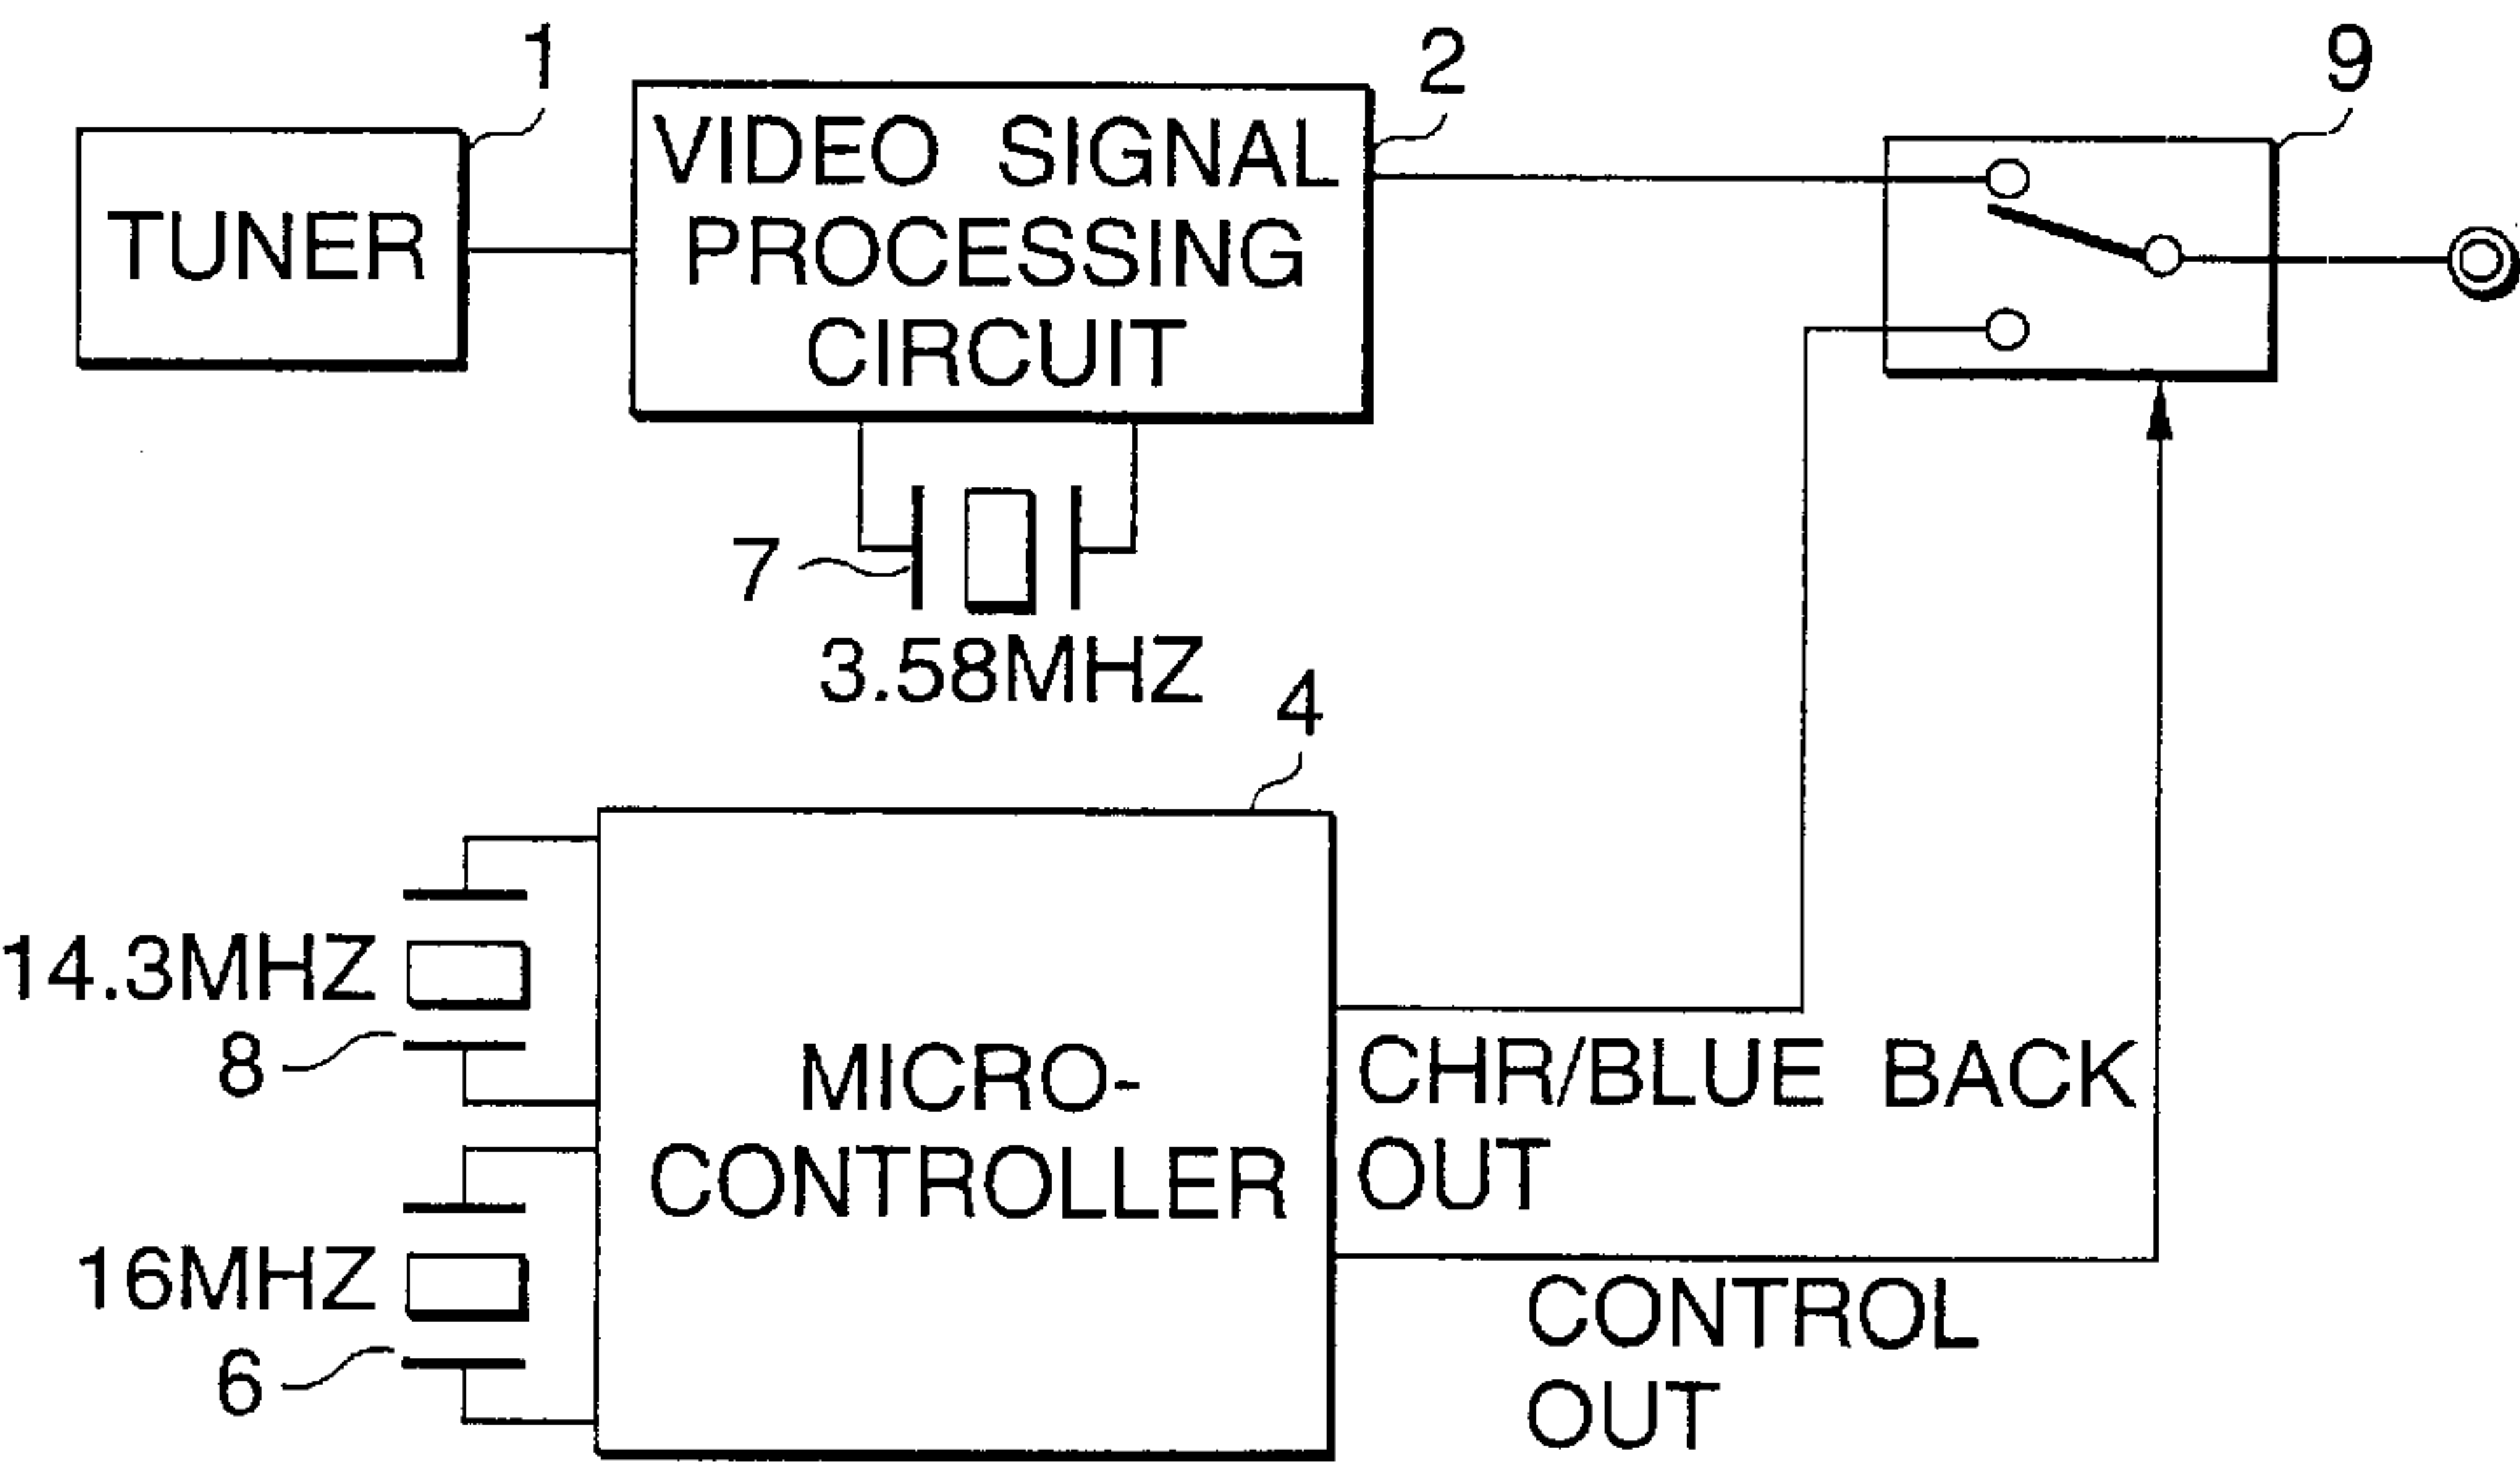 1
2
9
TUNER
VIDEO SIGNAL
PROCESSING
CIRCUIT
7
3.58MHZ
4
14.3MHZ
8
16MHZ
6
MICRO-
CONTROLLER
CHR/BLUE BACK
OUT
CONTROL
OUT